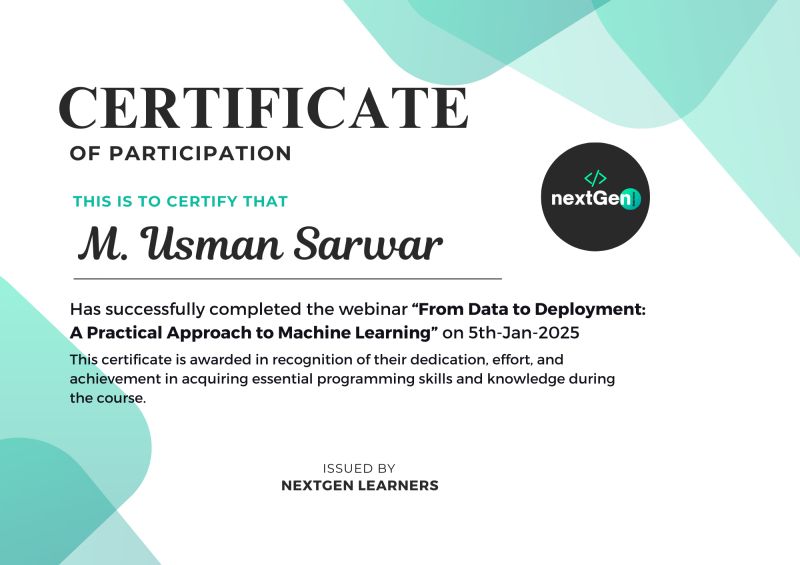 CERTIFICATE
OF PARTICIPATION
THIS IS TO CERTIFY THAT
M. Usman Sarwar
</>
nextGen
Has successfully completed the webinar “From Data to Deployment:
A Practical Approach to Machine Learning” on 5th-Jan-2025
This certificate is awarded in recognition of their dedication, effort, and
achievement in acquiring essential programming skills and knowledge during
the course.
ISSUED BY
NEXTGEN LEARNERS